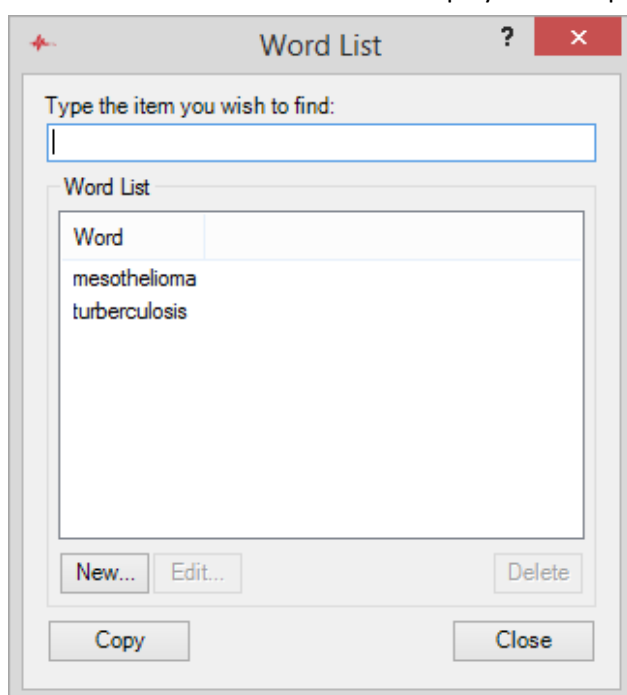 Word List ?
Type the item you wish to find:
Word List
Word
mesothelioma
turberculosis
New... Edit... Delete
Copy Close